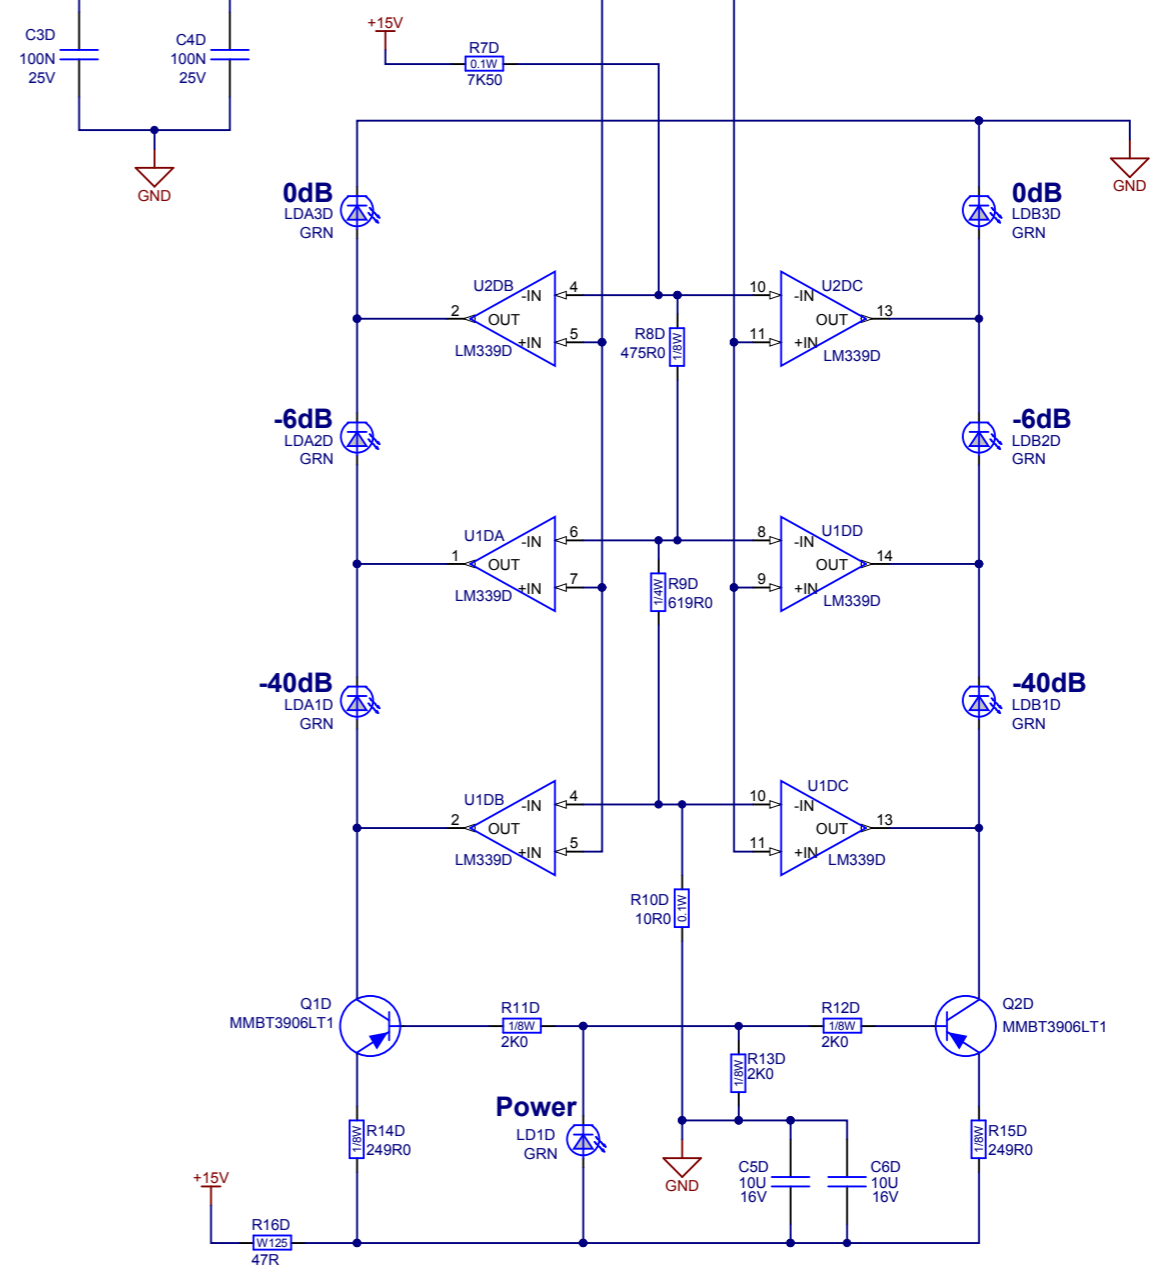 C3D
100N
25V
C4D
100N
25V
GND
+15V
R7D
0.1W
7K50
GND
0dB
LDA3D
GRN
0dB
LDB3D
GRN
U2DB
-IN
4
2
OUT
5
+IN
LM339D
10
-IN
U2DC
OUT
13
11
+IN
LM339D
R8D
475R0
1/8W
-6dB
LDA2D
GRN
-6dB
LDB2D
GRN
U1DA
-IN
6
1
OUT
7
+IN
LM339D
8
-IN
U1DD
OUT
14
9
+IN
LM339D
R9D
619R0
1/4W
-40dB
LDA1D
GRN
-40dB
LDB1D
GRN
U1DB
-IN
4
2
OUT
5
+IN
LM339D
10
-IN
U1DC
OUT
13
11
+IN
LM339D
R10D
10R0
0.1W
Q1D
MMBT3906LT1
R11D
1/8W
2K0
R12D
1/8W
2K0
Q2D
MMBT3906LT1
R13D
2K0
1/8W
Power
LD1D
GRN
R14D
249R0
1/8W
R15D
249R0
1/8W
GND
C5D
10U
16V
C6D
10U
16V
+15V
R16D
W125
47R